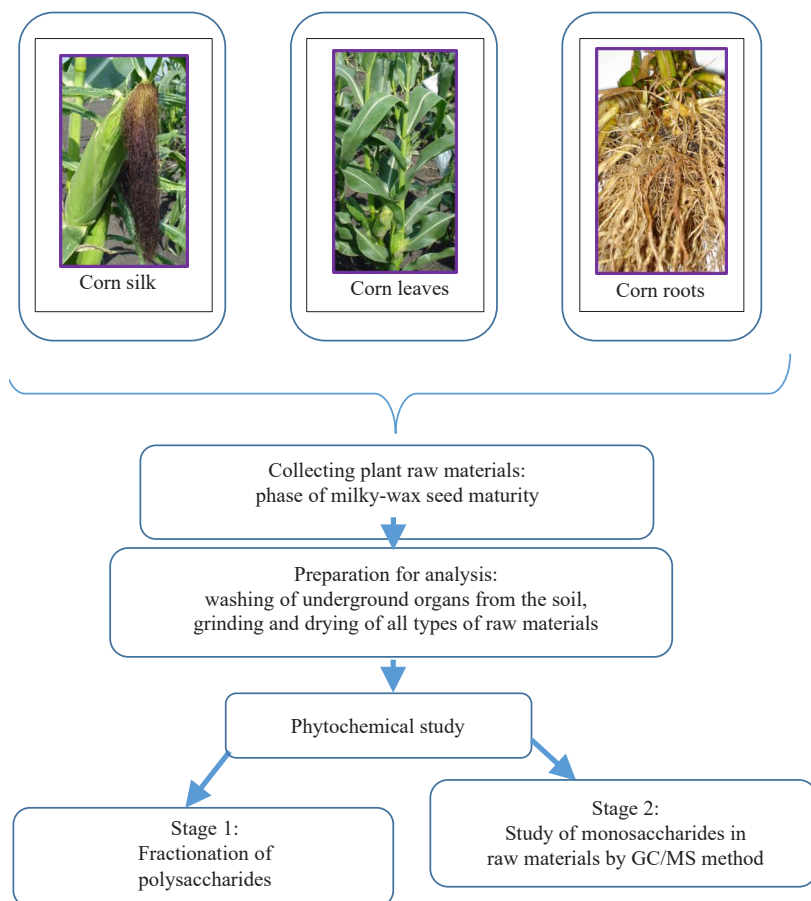 Corn silk
Corn leaves
Corn roots
Collecting plant raw materials:
phase of milky-wax seed maturity
Preparation for analysis:
washing of underground organs from the soil,
grinding and drying of all types of raw materials
Phytochemical study
Stage 1:
Fractionation of
polysaccharides
Stage 2:
Study of monosaccharides in
raw materials by GC/MS method